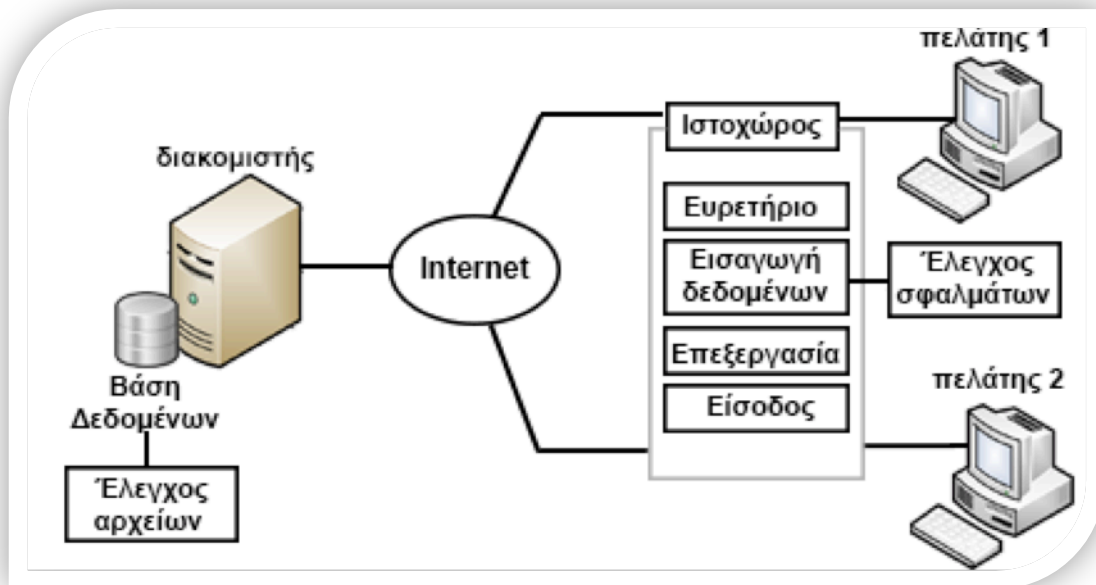 πελάτης 1
Ιστοχώρος
διακομιστής
Ευρετήριο
Internet
Εισαγωγή
δεδομένων
Έλεγχος
σφαλμάτων
Επεξεργασία
πελάτης 2
Είσοδος
Βάση
Δεδομένων
Έλεγχος
αρχείων